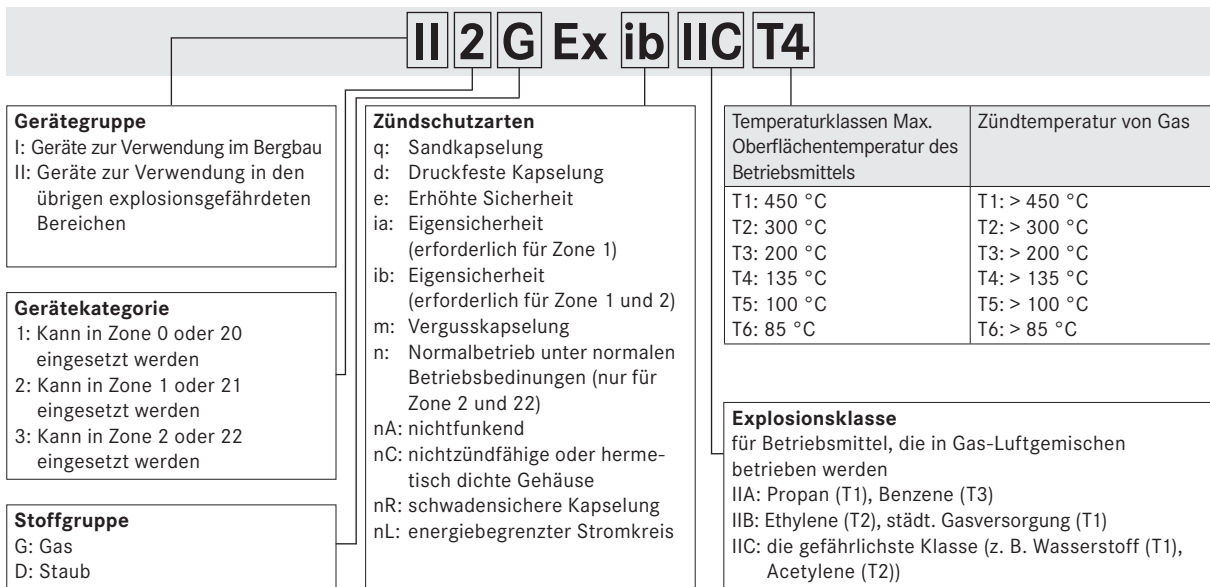 II 2 G Ex ib IIC T4
Gerätegruppe
I: Geräte zur Verwendung im Bergbau
II: Geräte zur Verwendung in den
übrigen explosionsgefährdeten
Bereichen
Gerätekategorie
1: Kann in Zone 0 oder 20
eingesetzt werden
2: Kann in Zone 1 oder 21
eingesetzt werden
3: Kann in Zone 2 oder 22
eingesetzt werden
Stoffgruppe
G: Gas
D: Staub
Zündschutzarten
q: Sandkapselung
d: Druckfeste Kapselung
e: Erhöhte Sicherheit
ia: Eigensicherheit
(erforderlich für Zone 1)
ib: Eigensicherheit
(erforderlich für Zone 1 und 2)
m: Vergusskapselung
n: Normalbetrieb unter normalen
Betriebsbedinungen (nur für
Zone 2 und 22)
nA: nichtfunkend
nC: nichtzündfähige oder herme-
tisch dichte Gehäuse
nR: schwadensichere Kapselung
nL: energiebegrenzter Stromkreis
Temperaturklassen Max.
Oberflächentemperatur des
Betriebsmittels
Zündtemperatur von Gas
T1: 450 °C T1: > 450 °C
T2: 300 °C T2: > 300 °C
T3: 200 °C T3: > 200 °C
T4: 135 °C T4: > 135 °C
T5: 100 °C T5: > 100 °C
T6: 85 °C T6: > 85 °C
Explosionsklasse
für Betriebsmittel, die in Gas-Luftgemischen
betrieben werden
IIA: Propan (T1), Benzene (T3)
IIB: Ethylene (T2), städt. Gasversorgung (T1)
IIC: die gefährlichste Klasse (z. B. Wasserstoff (T1),
Acetylene (T2))